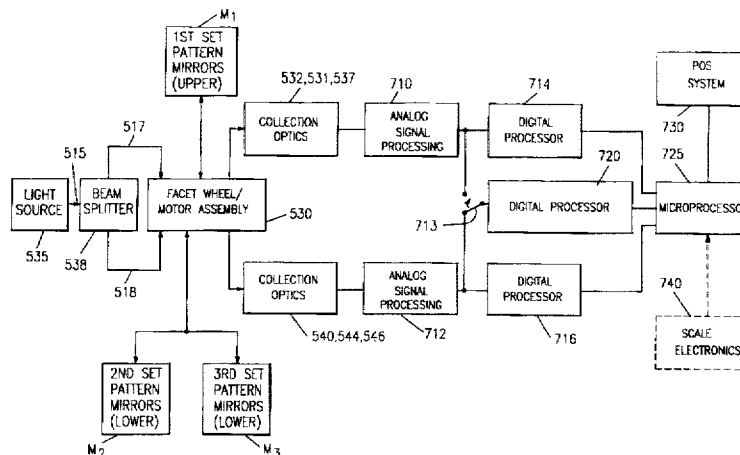 M1
1ST SET
PATTERN
MIRRORS
(UPPER)
532,531,537
COLLECTION
OPTICS
710
ANALOG
SIGNAL
PROCESSING
714
DIGITAL
PROCESSOR
POS
SYSTEM
730
517
515
LIGHT
SOURCE
535
BEAM
SPLITTER
538
518
FACET WHEEL/
MOTOR ASSEMBLY
530
720
DIGITAL PROCESSOR
713
725
MICROPROCESSOR
COLLECTION
OPTICS
540,544,546
ANALOG
SIGNAL
PROCESSING
712
DIGITAL
PROCESSOR
716
740
SCALE
ELECTRONICS
2ND SET
PATTERN
MIRRORS
(LOWER)
M2
3RD SET
PATTERN
MIRRORS
(LOWER)
M3